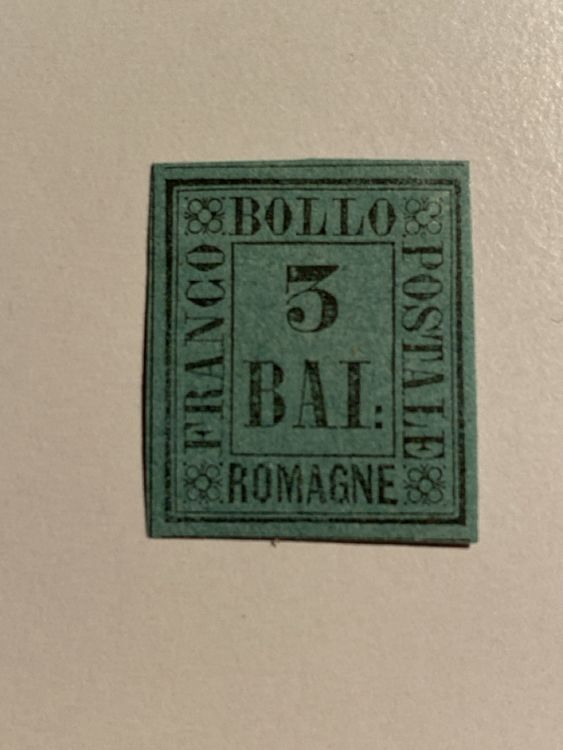 FRANCO
BOLLO
POSTALE
3
BAI:
ROMAGNE